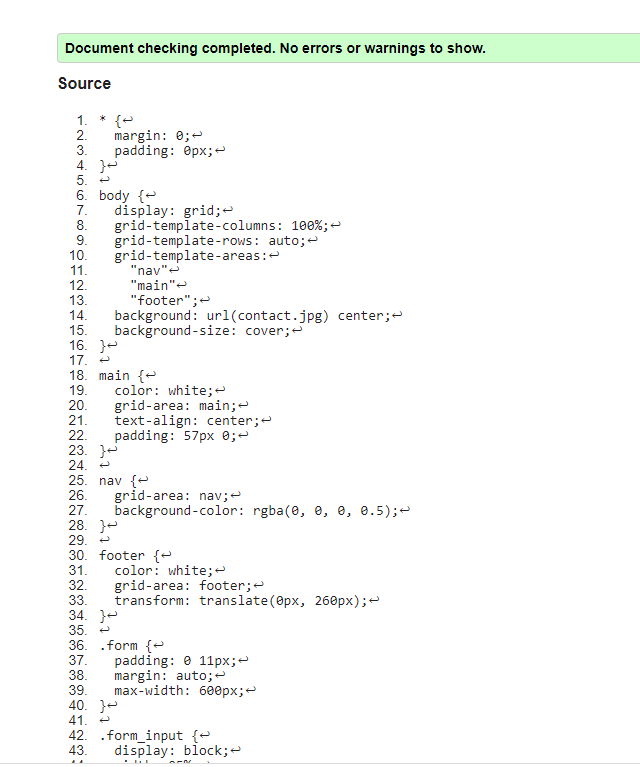 Document checking completed. No errors or warnings to show.
Source
1. * {↩
2.   margin: 0;↩
3.   padding: 0px;↩
4. }↩
5. ↩
6. body {↩
7.   display: grid;↩
8.   grid-template-columns: 100%;↩
9.   grid-template-rows: auto;↩
10.   grid-template-areas:↩
11.     "nav"↩
12.     "main"↩
13.     "footer";↩
14.   background: url(contact.jpg) center;↩
15.   background-size: cover;↩
16. }↩
17. ↩
18. main {↩
19.   color: white;↩
20.   grid-area: main;↩
21.   text-align: center;↩
22.   padding: 57px 0;↩
23. }↩
24. ↩
25. nav {↩
26.   grid-area: nav;↩
27.   background-color: rgba(0, 0, 0, 0.5);↩
28. }↩
29. ↩
30. footer {↩
31.   color: white;↩
32.   grid-area: footer;↩
33.   transform: translate(0px, 260px);↩
34. }↩
35. ↩
36. .form {↩
37.   padding: 0 11px;↩
38.   margin: auto;↩
39.   max-width: 600px;↩
40. }↩
41. ↩
42. .form_input {↩
43.   display: block;↩